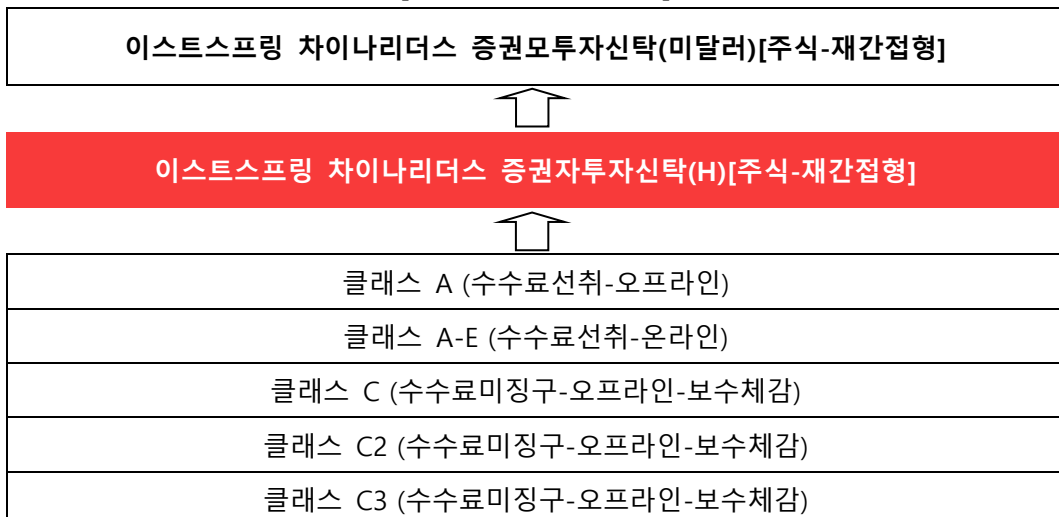 이스트스프링 차이나리더스 증권모투자신탁(미달러)[주식-재간접형]
이스트스프링 차이나리더스 증권자투자신탁(H)[주식-재간접형]
클래스 A (수수료선취-오프라인)
클래스 A-E (수수료선취-온라인)
클래스 C (수수료미징구-오프라인-보수체감)
클래스 C2 (수수료미징구-오프라인-보수체감)
클래스 C3 (수수료미징구-오프라인-보수체감)